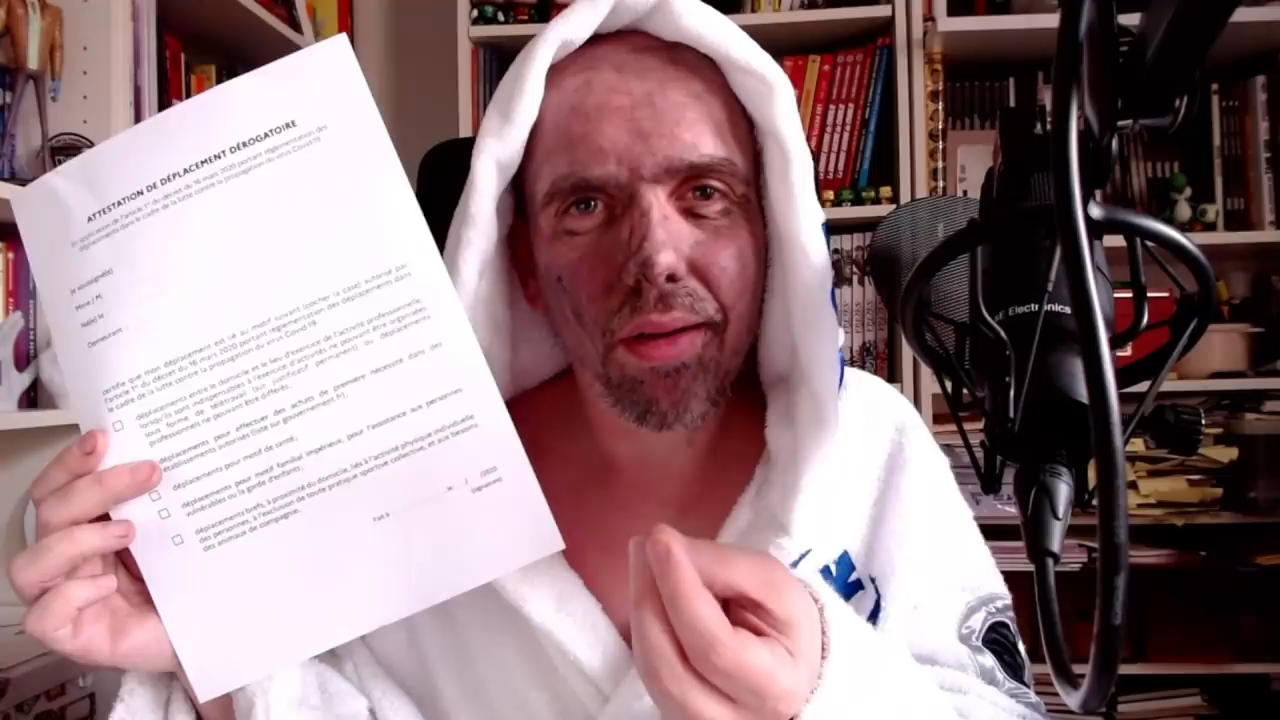 ATTESTATION DE DÉPLACEMENT DÉROGATOIRE
En application de l'article 1er du décret du 16 mars 2020 portant réglementation des
déplacements dans le cadre de la lutte contre la propagation du virus Covid-19
Je soussigné(e)
Mme / M.
Né(e) le
Demeurant :
certifie que mon déplacement est lié au motif suivant (cocher la case) autorisé par
l'article 1er du décret du 16 mars 2020 portant réglementation des déplacements dans
le cadre de la lutte contre la propagation du virus Covid-19
déplacements entre le domicile et le lieu d'exercice de l'activité professionnelle,
lorsqu'ils sont indispensables à l'exercice d'activités ne pouvant être organisées
sous forme de télétravail (sur justificatif permanent) ou déplacements
professionnels ne pouvant être différés;
déplacements pour effectuer des achats de première nécessité dans des
établissements autorisés (liste sur gouvernement.fr);
déplacements pour motif de santé;
déplacements pour motif familial impérieux, pour l'assistance aux personnes
vulnérables ou la garde d'enfants;
déplacements brefs, à proximité du domicile, liés à l'activité physique individuelle
des personnes, à l'exclusion de toute pratique sportive collective, et aux besoins
des animaux de compagnie.
Fait à
le / /2020
(signature)
sE Electronics